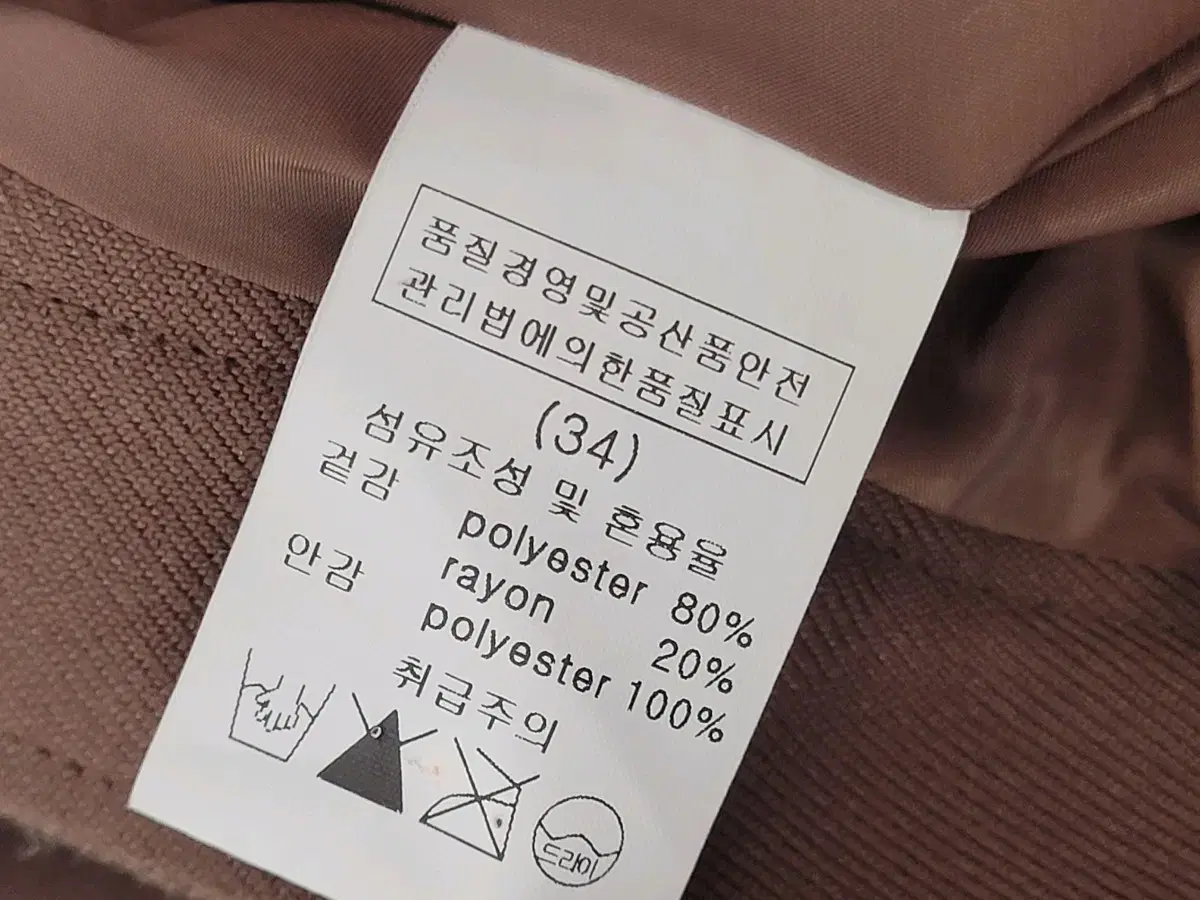 품질경영및공산품안전
관리법에의한품질표시
(34)
섬유조성 및 혼용율
겉감 polyester 80%
rayon 20%
안감 polyester 100%
취급주의
드라이